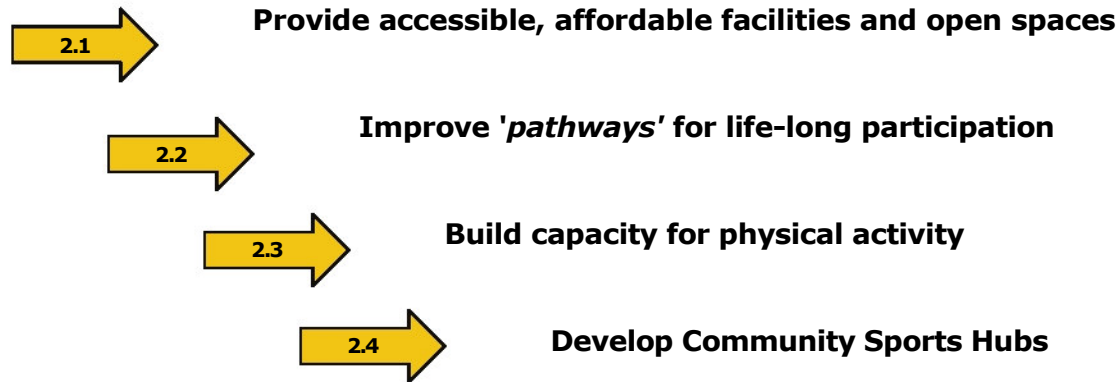 2.1 Provide accessible, affordable facilities and open spaces
2.2 Improve 'pathways' for life-long participation
2.3 Build capacity for physical activity
2.4 Develop Community Sports Hubs